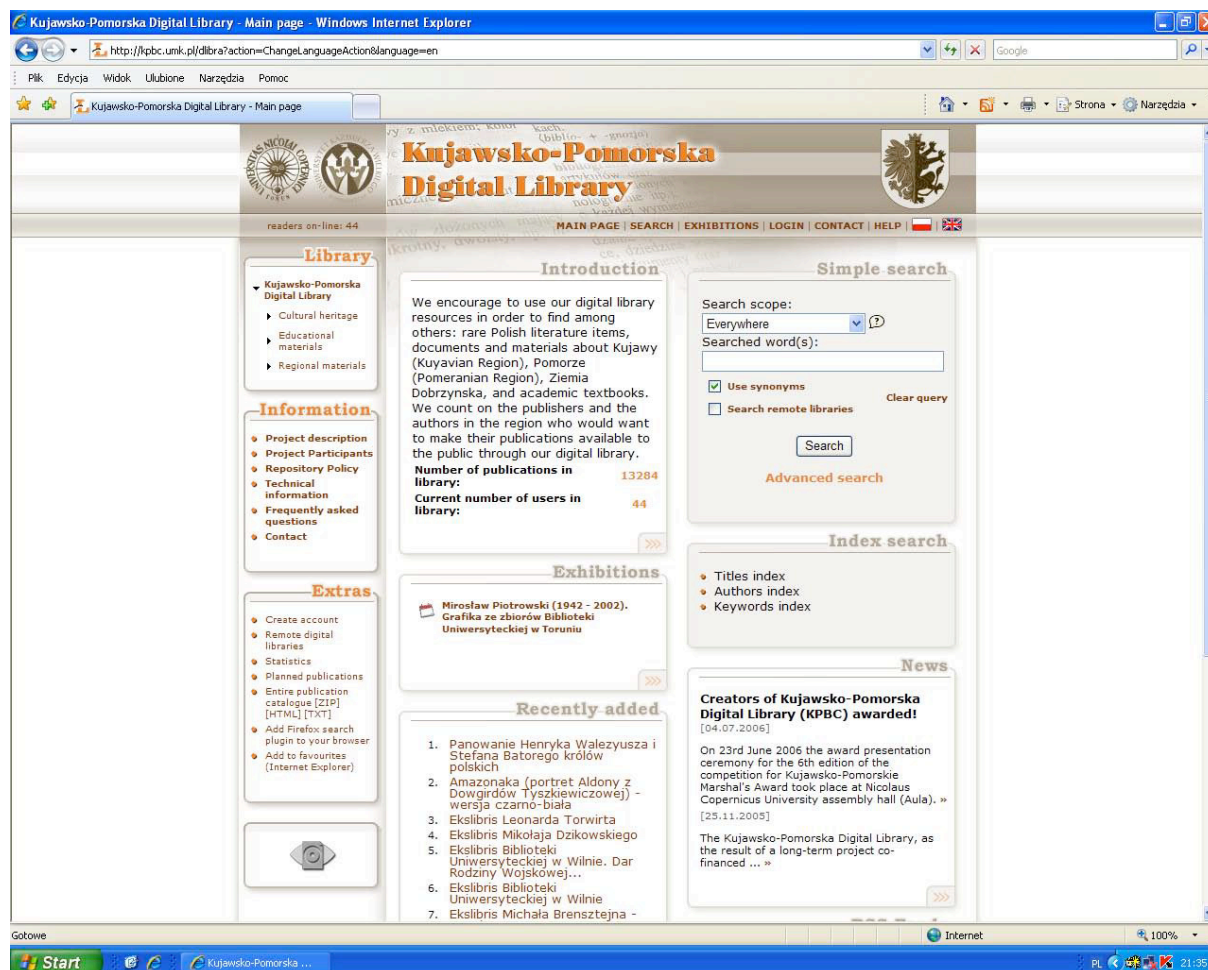 Kujawsko-Pomorska Digital Library - Main page - Windows Internet Explorer
http://kpbc.umk.pl/dlibra?action=ChangeLanguageAction&language=en
Google
Plik Edycja Widok Ulubione Narzędzia Pomoc
Kujawsko-Pomorska Digital Library - Main page
Strona
Narzędzia
Kujawsko-Pomorska
Digital Library
readers on-line: 44
MAIN PAGE | SEARCH | EXHIBITIONS | LOGIN | CONTACT | HELP |
Library
Kujawsko-Pomorska
Digital Library
Cultural heritage
Educational
materials
Regional materials
Information
Project description
Project Participants
Repository Policy
Technical
information
Frequently asked
questions
Contact
Extras
Create account
Remote digital
libraries
Statistics
Planned publications
Entire publication
catalogue [ZIP]
[HTML] [TXT]
Add Firefox search
plugin to your browser
Add to favourites
(Internet Explorer)
Introduction
We encourage to use our digital library
resources in order to find among
others: rare Polish literature items,
documents and materials about Kujawy
(Kuyavian Region), Pomorze
(Pomeranian Region), Ziemia
Dobrzynska, and academic textbooks.
We count on the publishers and the
authors in the region who would want
to make their publications available to
the public through our digital library.
Number of publications in
library: 13284
Current number of users in
library: 44
Exhibitions
Mirosław Piotrowski (1942 - 2002).
Grafika ze zbiorów Biblioteki
Uniwersyteckiej w Toruniu
Recently added
1. Panowanie Henryka Walezyusza i
Stefana Batorego królów
polskich
2. Amazonaka (portret Aldony z
Dowgirdów Tyszkiewiczowej) -
wersja czarno-biała
3. Ekslibris Leonarda Torwirta
4. Ekslibris Mikołaja Dzikowskiego
5. Ekslibris Biblioteki
Uniwersyteckiej w Wilnie. Dar
Rodziny Wojskowej...
6. Ekslibris Biblioteki
Uniwersyteckiej w Wilnie
7. Ekslibris Michała Brensztejna -
Simple search
Search scope:
Everywhere
Searched word(s):
Use synonyms
Clear query
Search remote libraries
Search
Advanced search
Index search
Titles index
Authors index
Keywords index
News
Creators of Kujawsko-Pomorska
Digital Library (KPBC) awarded!
[04.07.2006]
On 23rd June 2006 the award presentation
ceremony for the 6th edition of the
competition for Kujawsko-Pomorskie
Marshal's Award took place at Nicolaus
Copernicus University assembly hall (Aula). »
[25.11.2005]
The Kujawsko-Pomorska Digital Library, as
the result of a long-term project co-
financed ... »
Gotowe
Internet
100%
Start
Kujawsko-Pomorska ...
PL
21:35